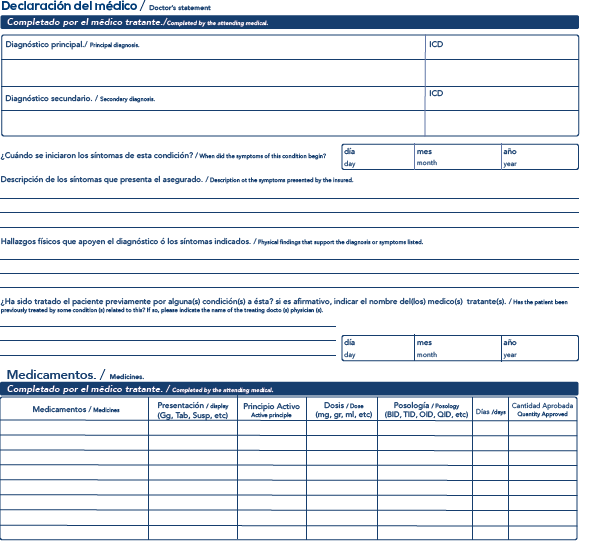 Declaración del médico / Doctor's statement
Completado por el médico tratante./Completed by the attending medical.
Diagnóstico principal./ Principal diagnosis. ICD
Diagnóstico secundario. / Secondary diagnosis. ICD
¿Cuándo se iniciaron los síntomas de esta condición? / When did the symptoms of this condition begin? día mes año
day month year
Descripción de los síntomas que presenta el asegurado. / Description ot the symptoms presented by the insured.
Hallazgos físicos que apoyen el diagnóstico ó los síntomas indicados. / Physical findings that support the diagnosis or symptoms listed.
¿Ha sido tratado el paciente previamente por alguna(s) condición(s) a ésta? si es afirmativo, indicar el nombre del(los) medico(s) tratante(s). / Has the patient been
previously treated by some condition (s) related to this? If so, please indicate the name of the treating docto (s) physician (s).
día mes año
day month year
Medicamentos. / Medicines.
Completado por el médico tratante. / Completed by the attending medical.
Medicamentos / Medicines Presentación / display Principio Activo Dosis / Dose Posología / Posology Días /days Cantidad Aprobada
(Gg, Tab, Susp, etc) Active principle (mg, gr, ml, etc) (BID, TID, OID, QID, etc) Quantity Approved